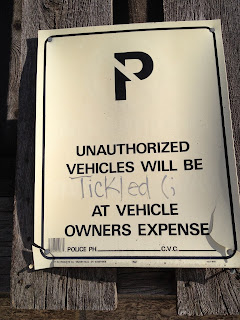 P
UNAUTHORIZED
VEHICLES WILL BE
Tickled (;
AT VEHICLE
OWNERS EXPENSE
POLICE PH. C.V.C.